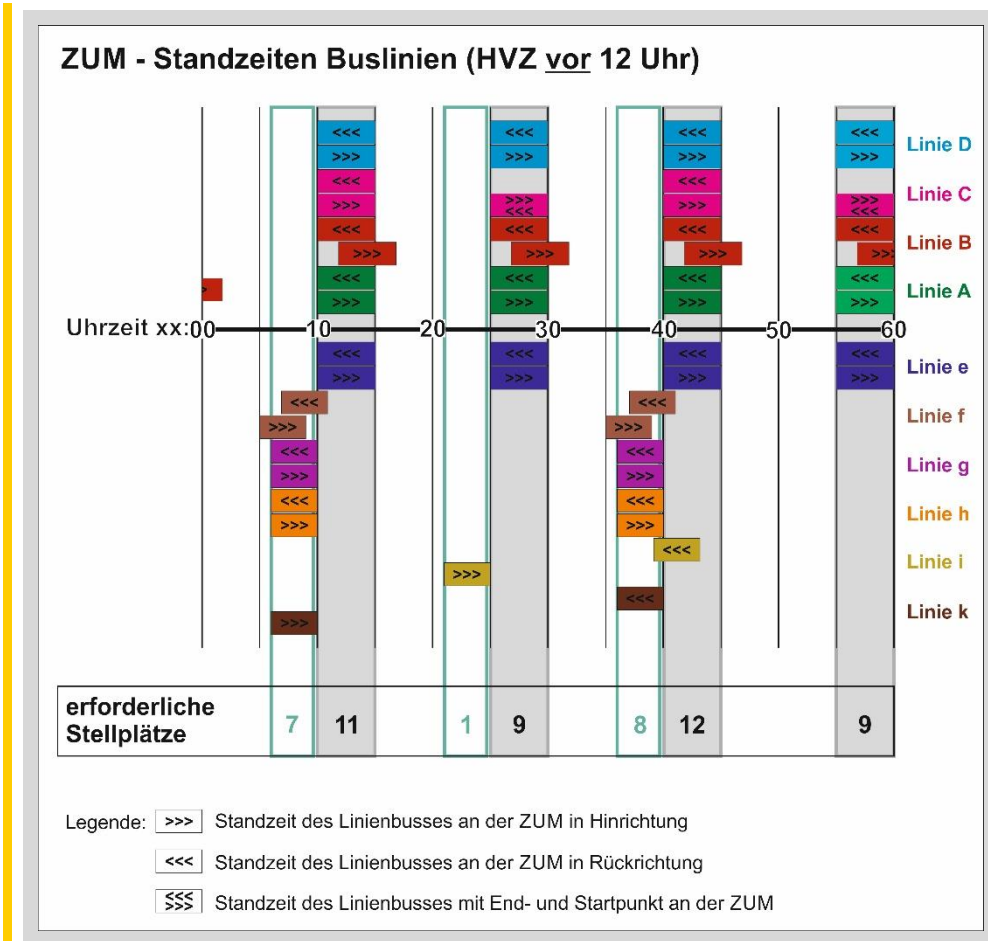 ZUM - Standzeiten Buslinien (HVZ vor 12 Uhr)
<<< <<< <<< <<<
>>> >>> >>> >>> Linie D
<<< <<<
>>> >>> <<< >>> >>> <<< Linie C
<<< <<< <<< <<<
>>> >>> >>> >> Linie B
<<< <<< <<< <<<
> >>> >>> >>> >>> Linie A
Uhrzeit xx:00 10 20 30 40 50 60
<<< <<< <<< <<<
>>> >>> >>> >>> Linie e
<<< <<<
>>> >>> Linie f
<<< <<<
>>> >>> Linie g
<<< <<<
>>> >>> Linie h
<<<
>>> Linie i
<<<
>>> Linie k
erforderliche
Stellplätze 7 11 1 9 8 12 9
Legende: >>> Standzeit des Linienbusses an der ZUM in Hinrichtung
<<< Standzeit des Linienbusses an der ZUM in Rückrichtung
<<< >>> Standzeit des Linienbusses mit End- und Startpunkt an der ZUM